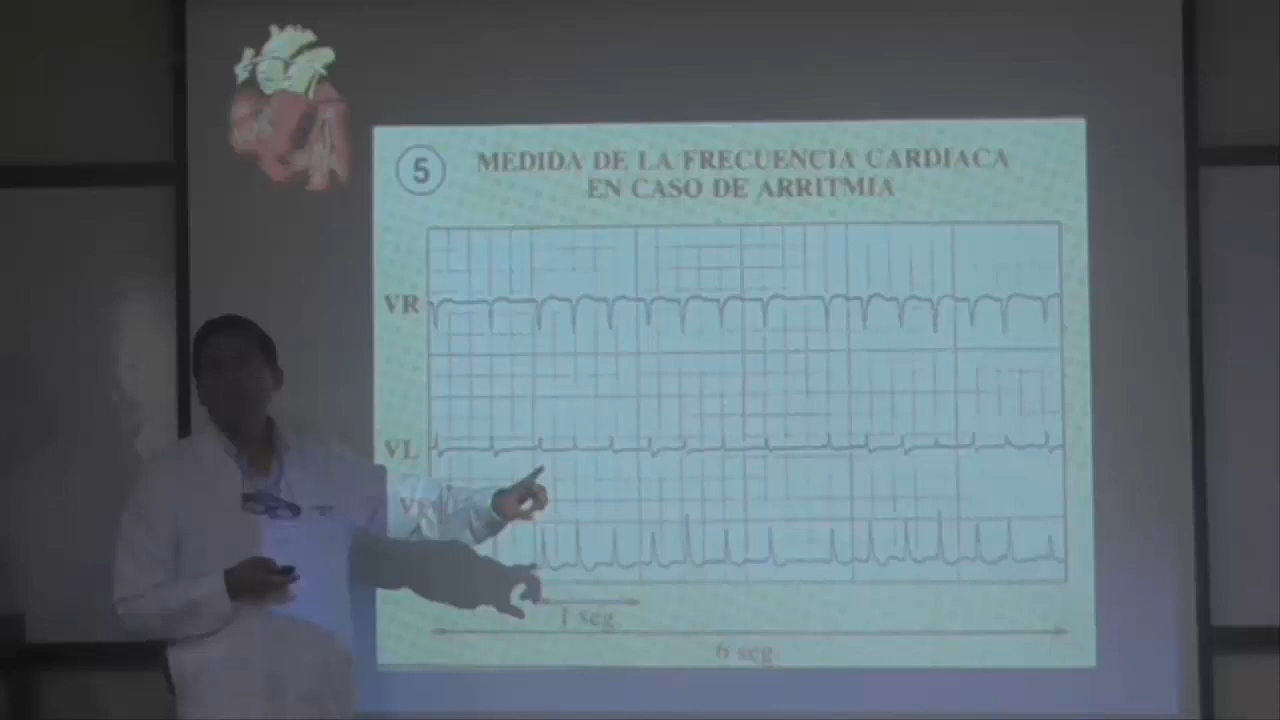 5
MEDIDA DE LA FRECUENCIA CARDIACA
EN CASO DE ARRITMIA
VR
VL
1 seg
6 seg